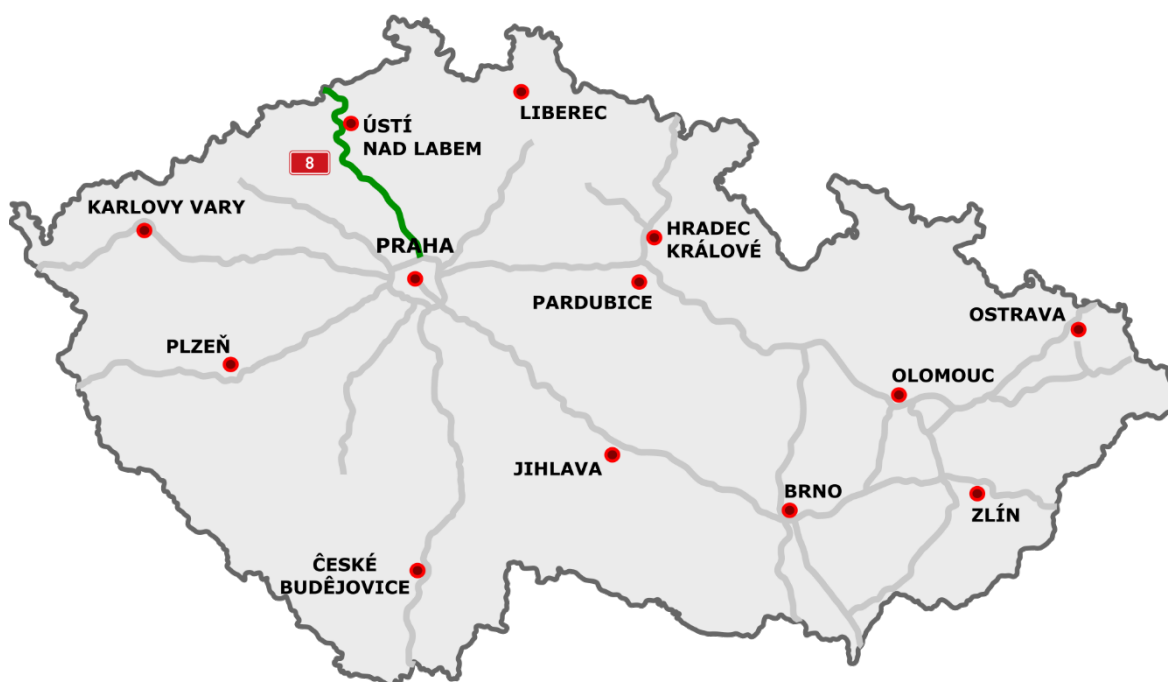 LIBEREC
ÚSTÍ
NAD LABEM
8
KARLOVY VARY
PRAHA
HRADEC
KRÁLOVÉ
PARDUBICE
OSTRAVA
PLZEŇ
OLOMOUC
JIHLAVA
BRNO
ZLÍN
ČESKÉ
BUDĚJOVICE